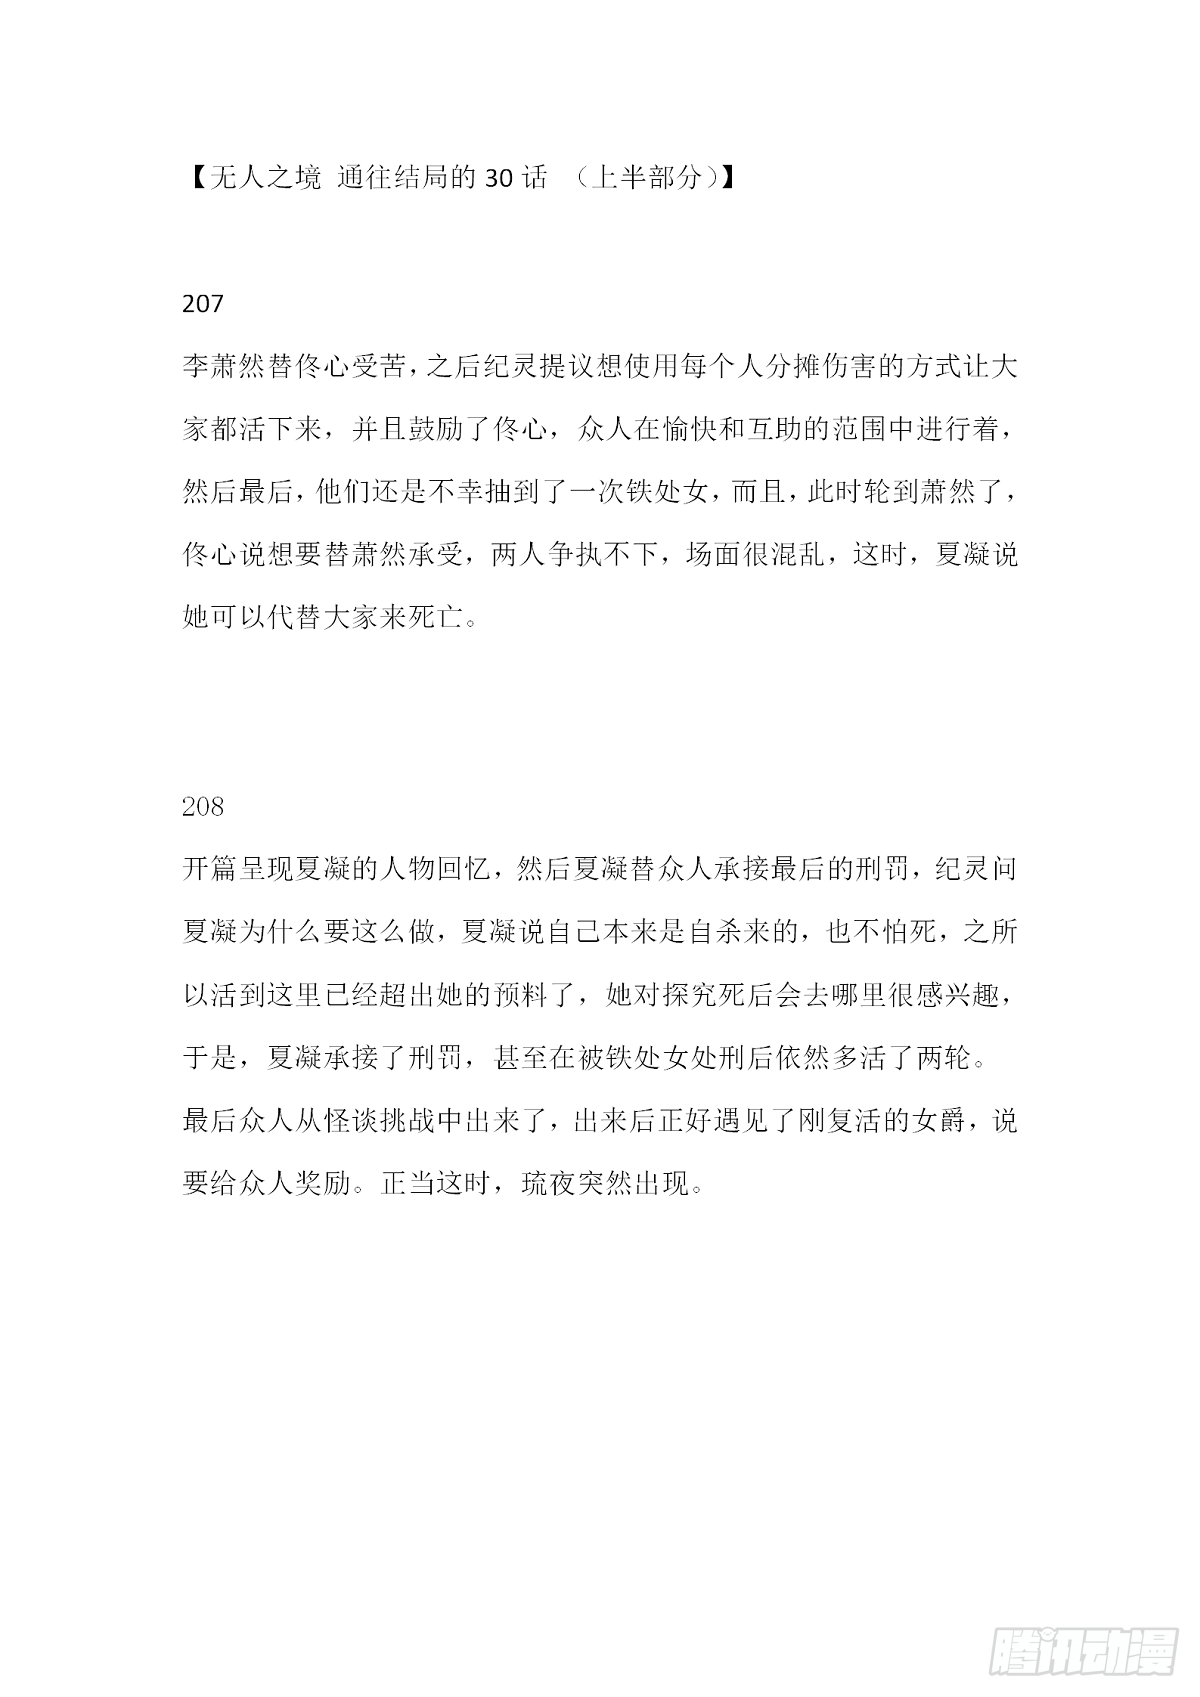 【无人之境 通往结局的 30 话 （上半部分）】
207
李萧然替佟心受苦，之后纪灵提议想使用每个人分摊伤害的方式让大
家都活下来，并且鼓励了佟心，众人在愉快和互助的范围中进行着，
然后最后，他们还是不幸抽到了一次铁处女，而且，此时轮到萧然了，
佟心说想要替萧然承受，两人争执不下，场面很混乱，这时，夏凝说
她可以代替大家来死亡。
208
开篇呈现夏凝的人物回忆，然后夏凝替众人承接最后的刑罚，纪灵问
夏凝为什么要这么做，夏凝说自己本来是自杀来的，也不怕死，之所
以活到这里已经超出她的预料了，她对探究死后会去哪里很感兴趣，
于是，夏凝承接了刑罚，甚至在被铁处女处刑后依然多活了两轮。
最后众人从怪谈挑战中出来了，出来后正好遇见了刚复活的女爵，说
要给众人奖励。正当这时，琉夜突然出现。
腾讯动漫